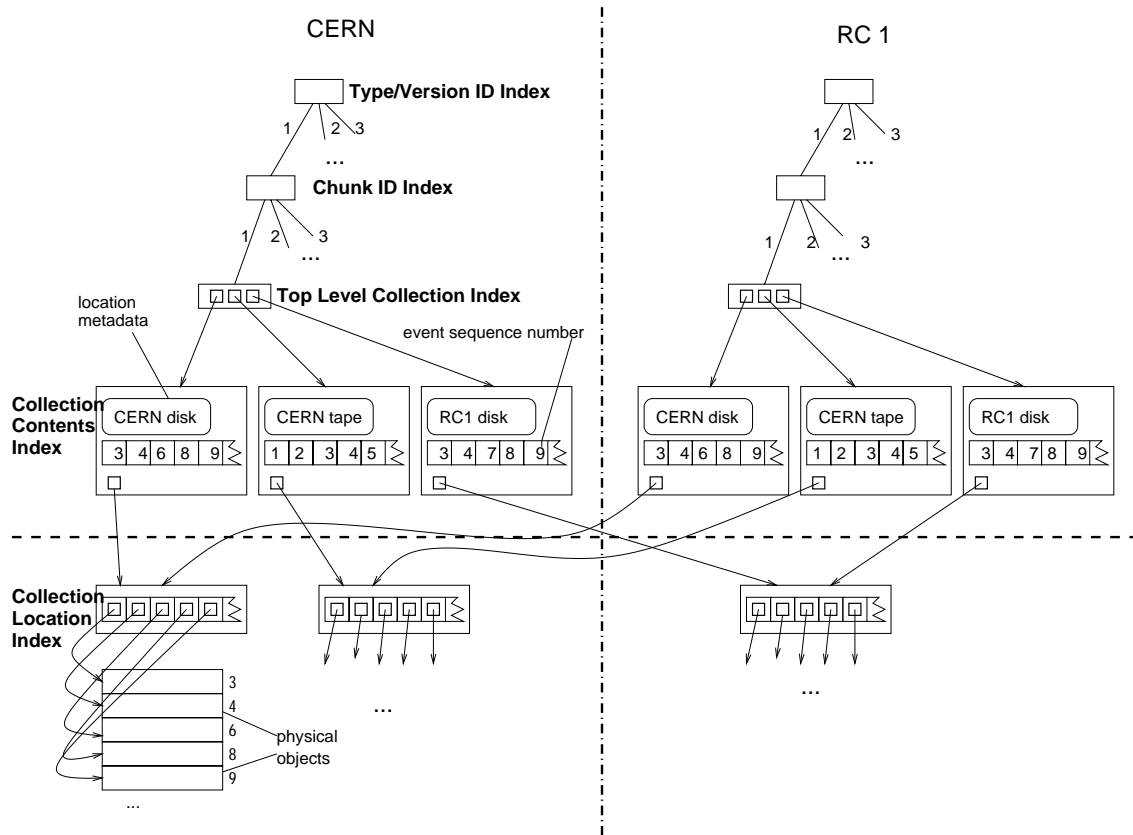 CERN
RC 1
Type/Version ID Index
1 2 3
...
1 2 3
...
Chunk ID Index
1 2 3
...
1 2 3
...
Top Level Collection Index
location
metadata
event sequence number
Collection
Contents
Index
CERN disk
3 4 6 8 9
CERN tape
1 2 3 4 5
RC1 disk
3 4 7 8 9
CERN disk
3 4 6 8 9
CERN tape
1 2 3 4 5
RC1 disk
3 4 7 8 9
Collection
Location
Index
3
4
6
8
9
physical
objects
...
...
...